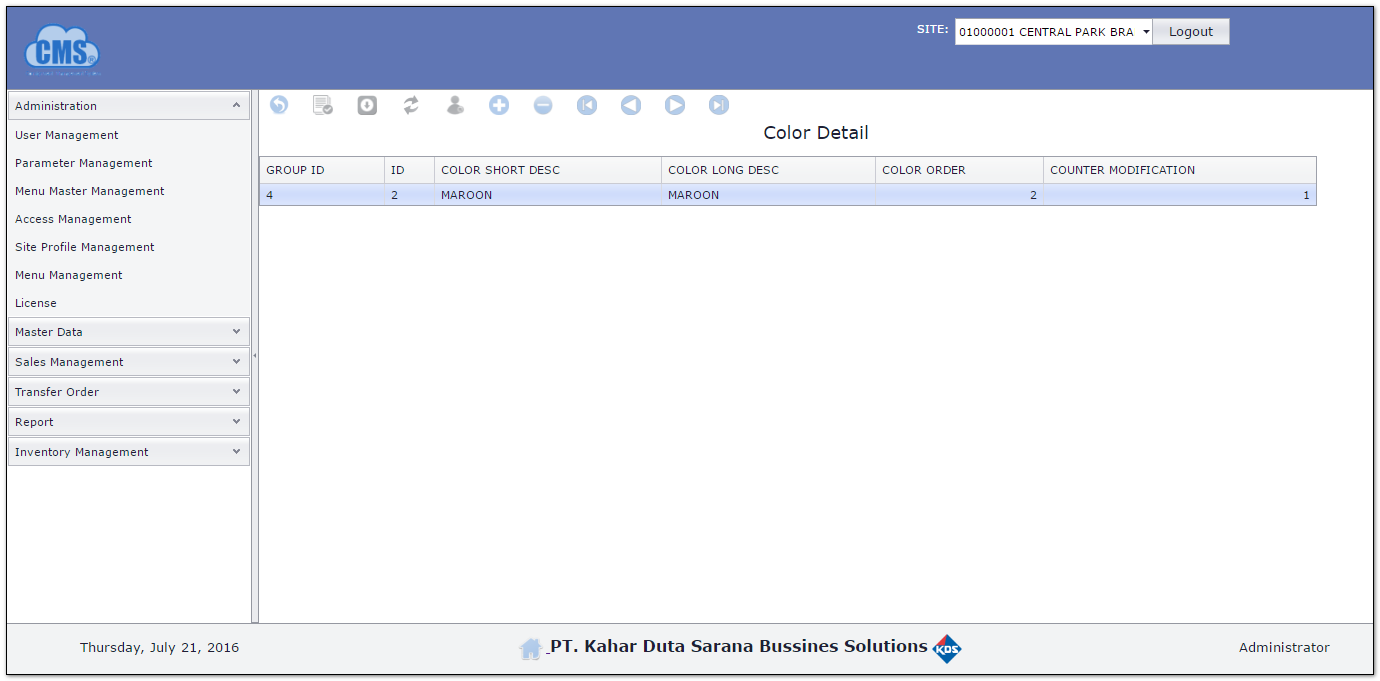 CMS
SITE: 01000001 CENTRAL PARK BRA Logout
Administration
User Management
Parameter Management
Menu Master Management
Access Management
Site Profile Management
Menu Management
License
Master Data
Sales Management
Transfer Order
Report
Inventory Management
Color Detail
GROUP ID ID COLOR SHORT DESC COLOR LONG DESC COLOR ORDER COUNTER MODIFICATION
4 2 MAROON MAROON 2 1
Thursday, July 21, 2016 PT. Kahar Duta Sarana Bussines Solutions KDS Administrator